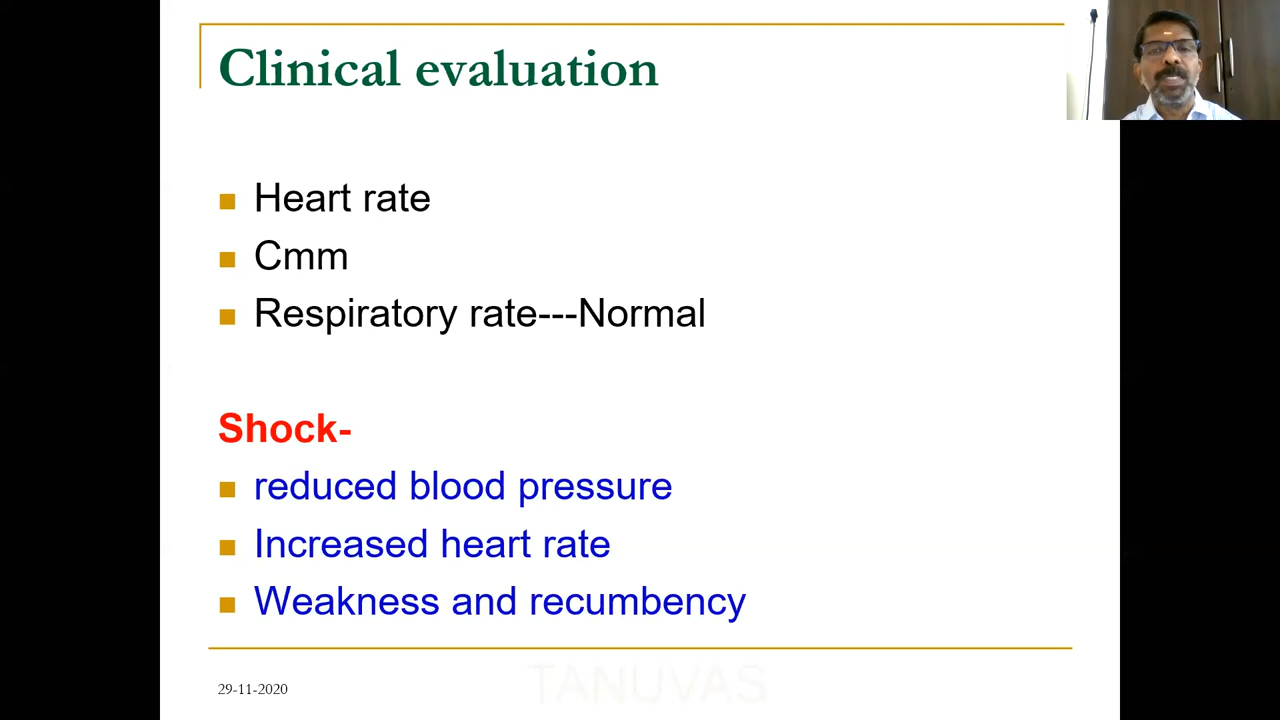 Clinical evaluation
Heart rate
Cmm
Respiratory rate---Normal
Shock-
reduced blood pressure
Increased heart rate
Weakness and recumbency
29-11-2020
TANUVAS